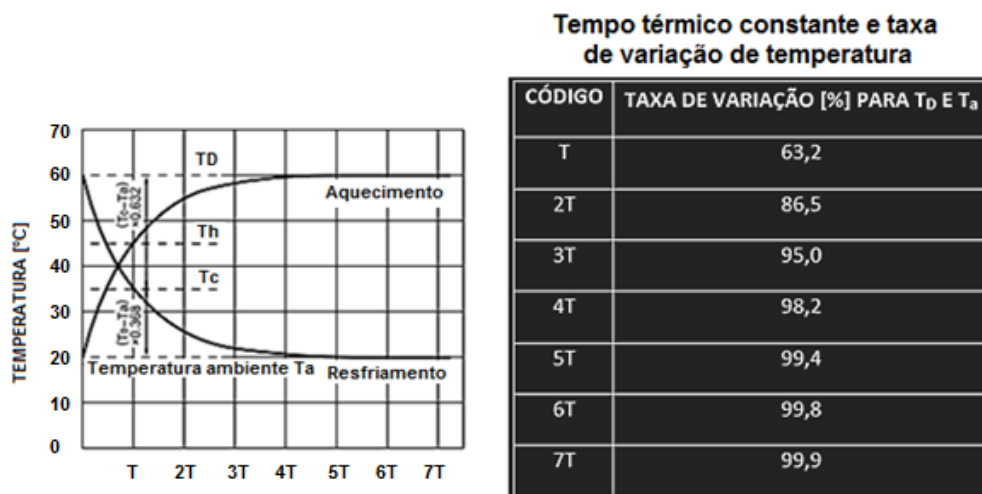 Tempo térmico constante e taxa
de variação de temperatura
CÓDIGO TAXA DE VARIAÇÃO [%] PARA TD E Ta
T 63,2
2T 86,5
3T 95,0
4T 98,2
5T 99,4
6T 99,8
7T 99,9
TEMPERATURA [ºC]
70
60
50
40
30
20
10
0
TD
Aquecimento
(Tc–Ta)
×0.632
Th
Tc
(Ts–Ta)
×0.368
Temperatura ambiente Ta
Resfriamento
T 2T 3T 4T 5T 6T 7T